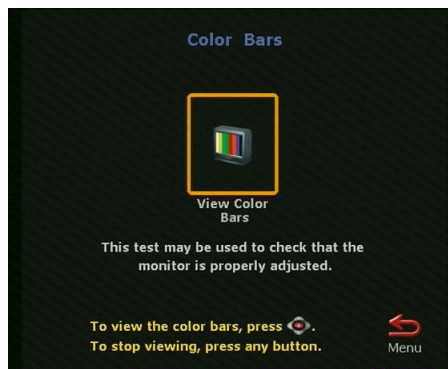 Color Bars
View Color
Bars
This test may be used to check that the
monitor is properly adjusted.
To view the color bars, press .
To stop viewing, press any button.
Menu